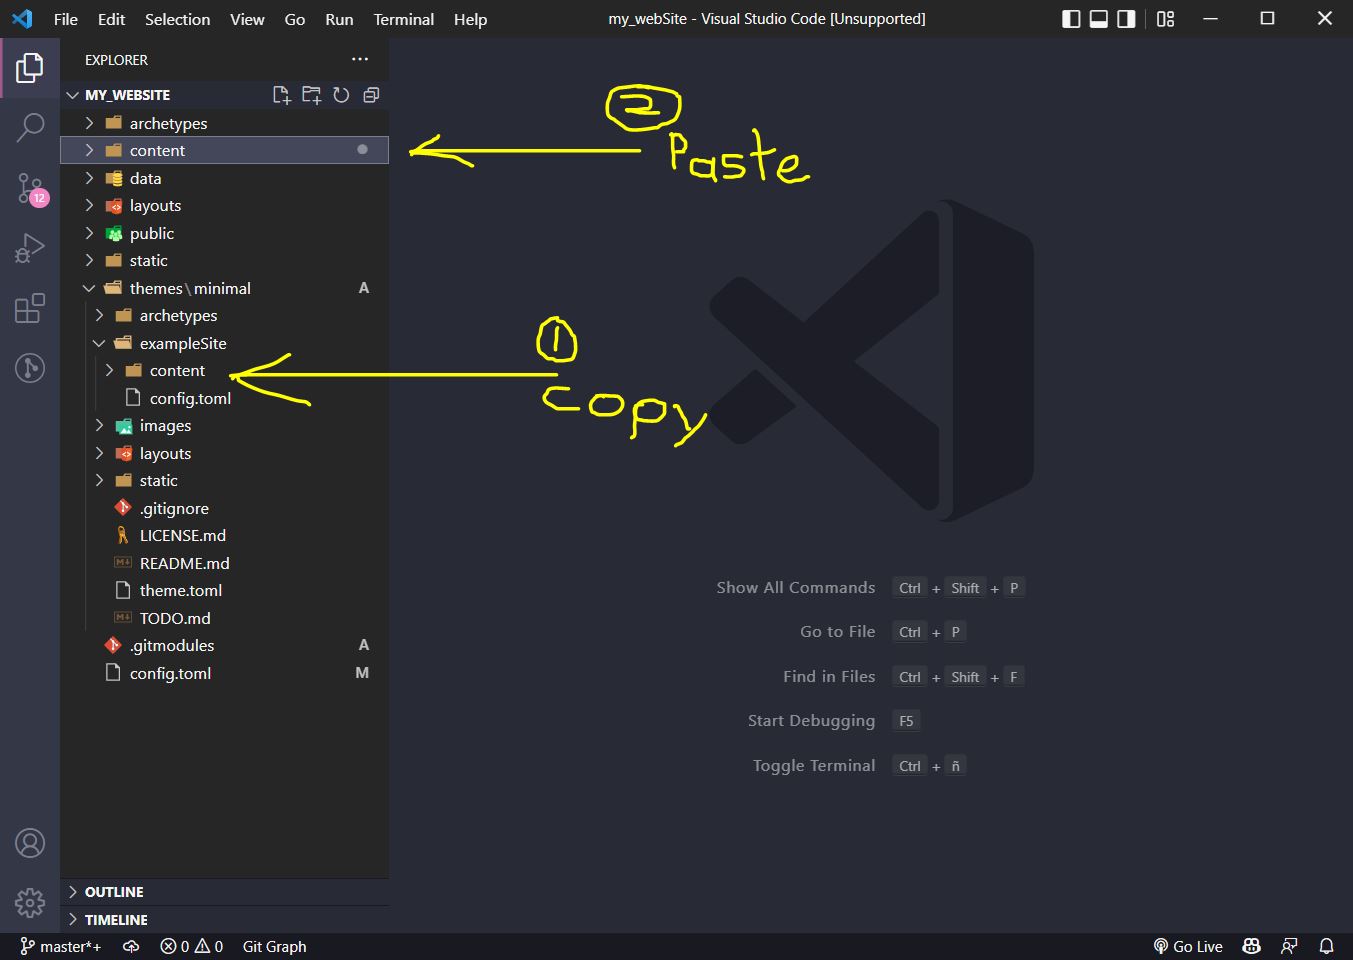 File Edit Selection View Go Run Terminal Help my_webSite - Visual Studio Code [Unsupported]
EXPLORER
MY_WEBSITE
archetypes
content
data
layouts
public
static
themes\minimal A
archetypes
exampleSite
content
config.toml
images
layouts
static
.gitignore
LICENSE.md
README.md
theme.toml
TODO.md
.gitmodules A
config.toml M
OUTLINE
TIMELINE
12
2
Paste
1
copy
Show All Commands Ctrl + Shift + P
Go to File Ctrl + P
Find in Files Ctrl + Shift + F
Start Debugging F5
Toggle Terminal Ctrl + ñ
master*+ 0 0 Git Graph Go Live